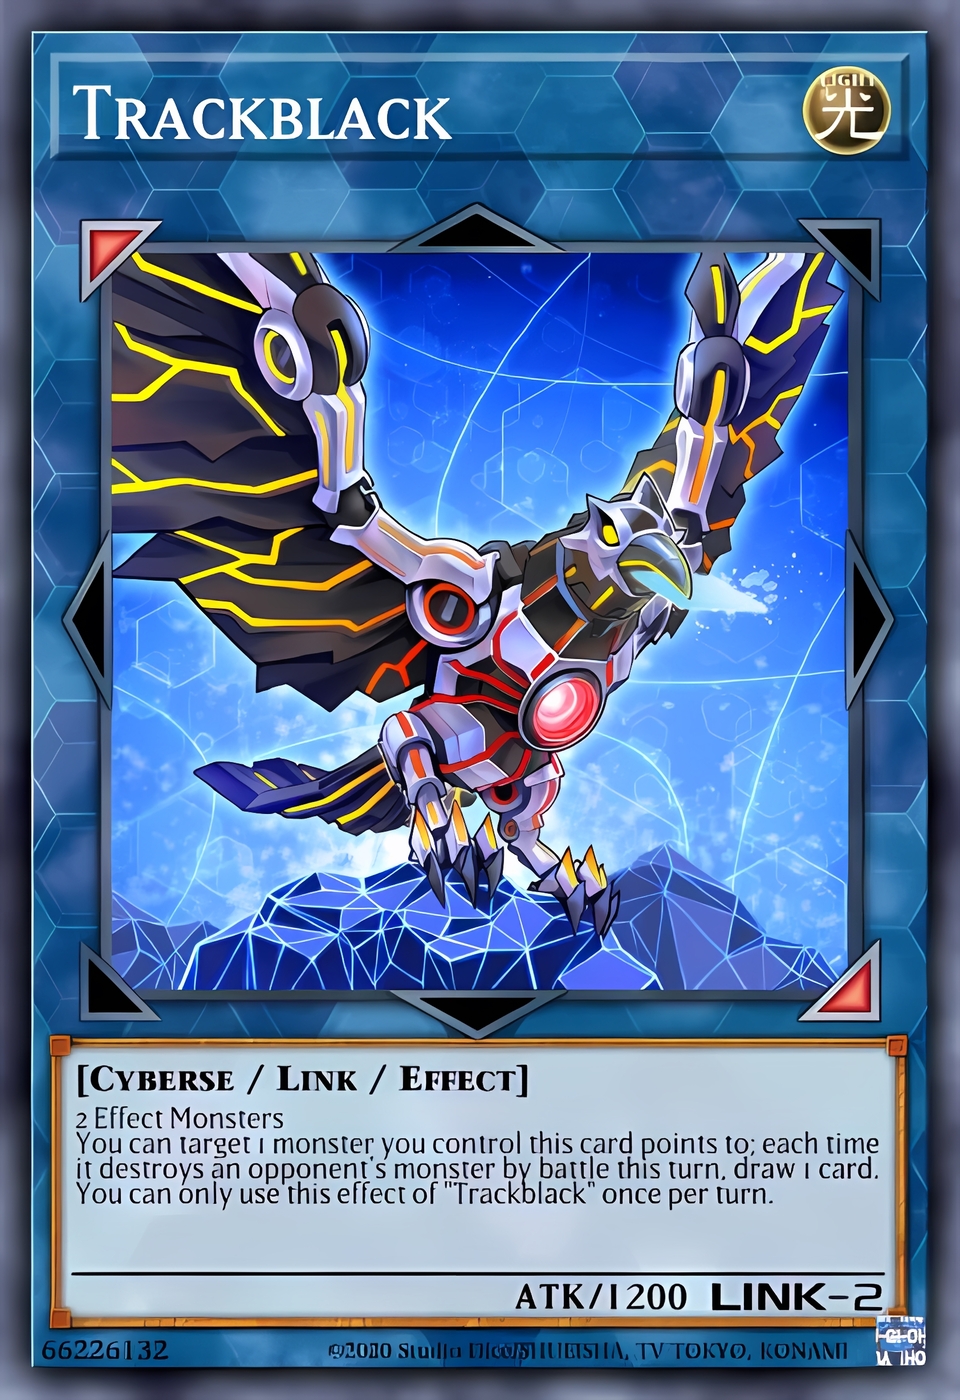 TRACKBLACK
光
[CYBERSE / LINK / EFFECT]
2 Effect Monsters
You can target 1 monster you control this card points to; each time
it destroys an opponent's monster by battle this turn, draw 1 card.
You can only use this effect of "Trackblack" once per turn.
ATK/1200 LINK-2
66226132
TV TOKYO, KONAMI